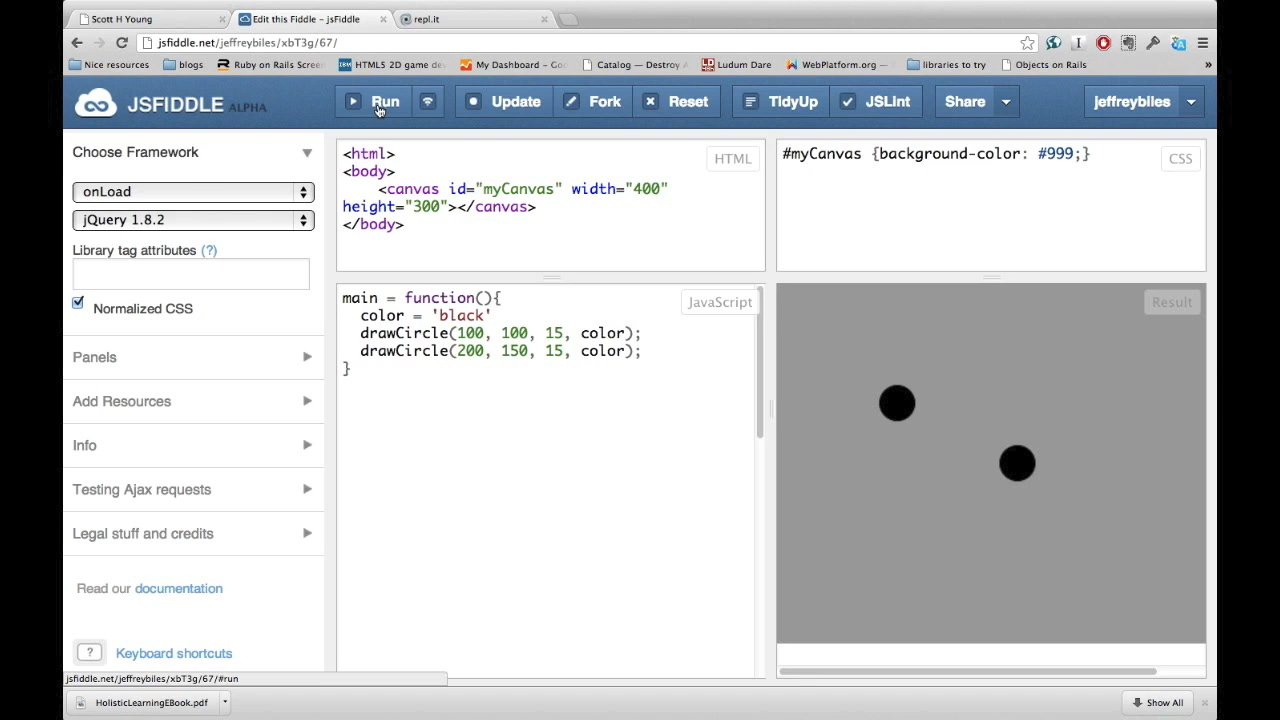 Scott H Young
Edit this Fiddle - jsFiddle
repl.it
jsfiddle.net/jeffreybiles/xbT3g/67/
Nice resources
blogs
Ruby on Rails Screen
HTML5 2D game de
My Dashboard - Go
Catalog — Destroy A
Ludum Dare
WebPlatform.org —
libraries to try
Objects on Rails
»
JSFIDDLE ALPHA
Run
Update
Fork
Reset
TidyUp
JSLint
Share
jeffreybiles
Choose Framework
onLoad
jQuery 1.8.2
Library tag attributes (?)
Normalized CSS
Panels
Add Resources
Info
Testing Ajax requests
Legal stuff and credits
Read our documentation
? Keyboard shortcuts
HTML
<html>
<body>
<canvas id="myCanvas" width="400"
height="300"></canvas>
</body>
CSS
#myCanvas {background-color: #999;}
JavaScript
main = function(){
color = 'black'
drawCircle(100, 100, 15, color);
drawCircle(200, 150, 15, color);
}
Result
jsfiddle.net/jeffreybiles/xbT3g/67/#run
HolisticLearningEBook.pdf
Show All